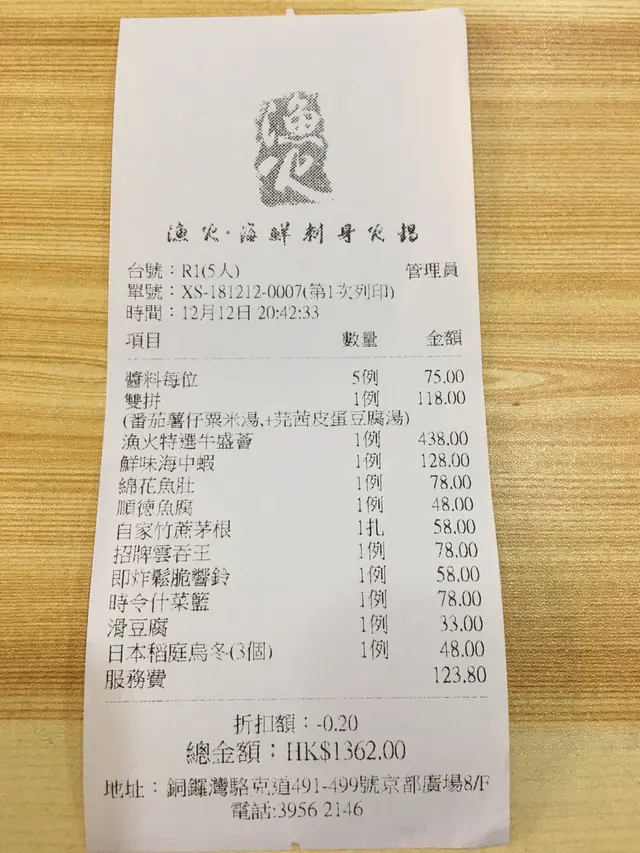 漁火
漁火·海鮮刺身火鍋
台號：R1(5人) 管理員
單號：XS-181212-0007(第1次列印)
時間：12月12日 20:42:33
項目 數量 金額
醬料每位 5例 75.00
雙拼 1例 118.00
(番茄薯仔粟米湯,+芫茜皮蛋豆腐湯)
漁火特選牛盛薈 1例 438.00
鮮味海中蝦 1例 128.00
綿花魚肚 1例 78.00
順德魚腐 1例 48.00
自家竹蔗茅根 1扎 58.00
招牌雲吞王 1例 78.00
即炸鬆脆響鈴 1例 58.00
時令什菜籃 1例 78.00
滑豆腐 1例 33.00
日本稻庭烏冬(3個) 1例 48.00
服務費 123.80
折扣額：-0.20
總金額：HK$1362.00
地址：銅鑼灣駱克道491-499號京都廣場8/F
電話:3956 2146